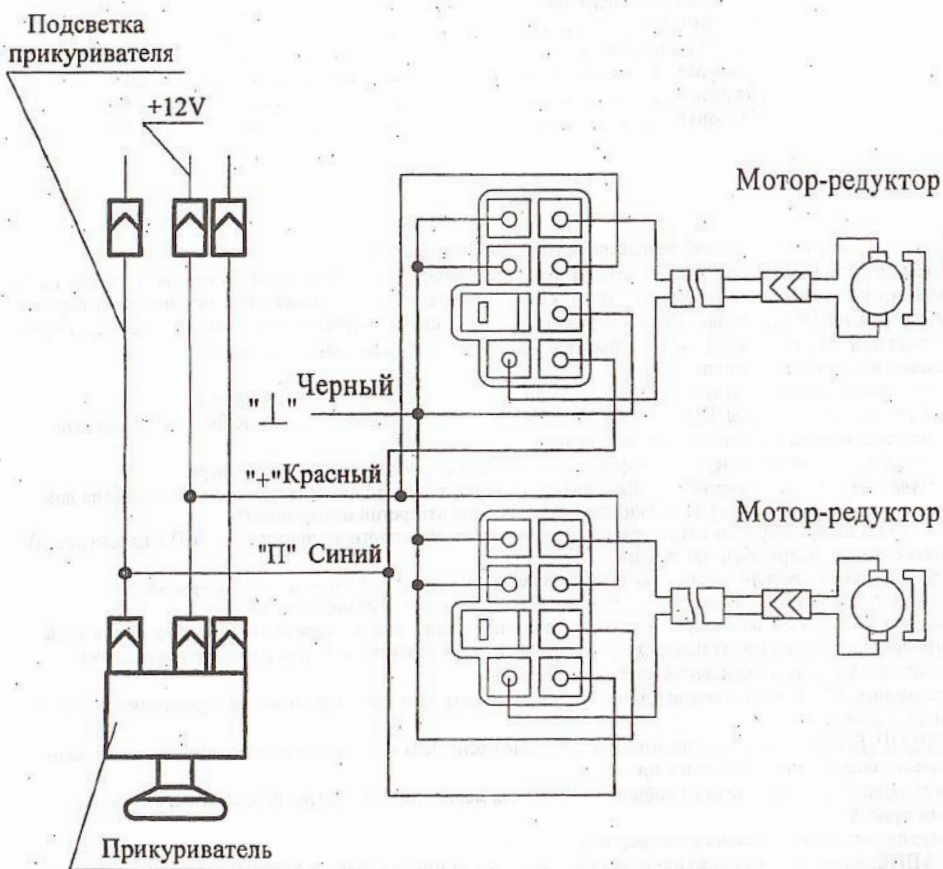 Подсветка
прикуривателя
+12V
Мотор-редуктор
Черный
"⊥"
"+" Красный
Мотор-редуктор
"П" Синий
Прикуриватель